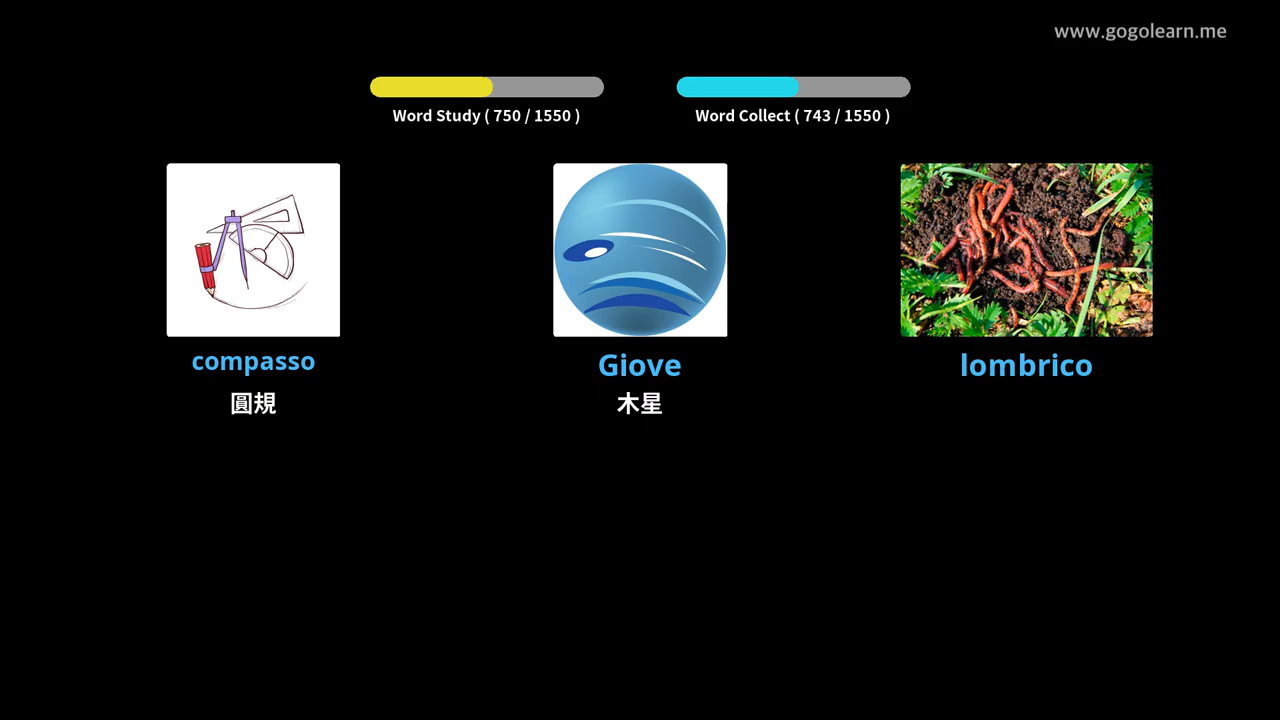 www.gogolearn.me
Word Study ( 750 / 1550 )
Word Collect ( 743 / 1550 )
compasso
圓規
Giove
木星
lombrico